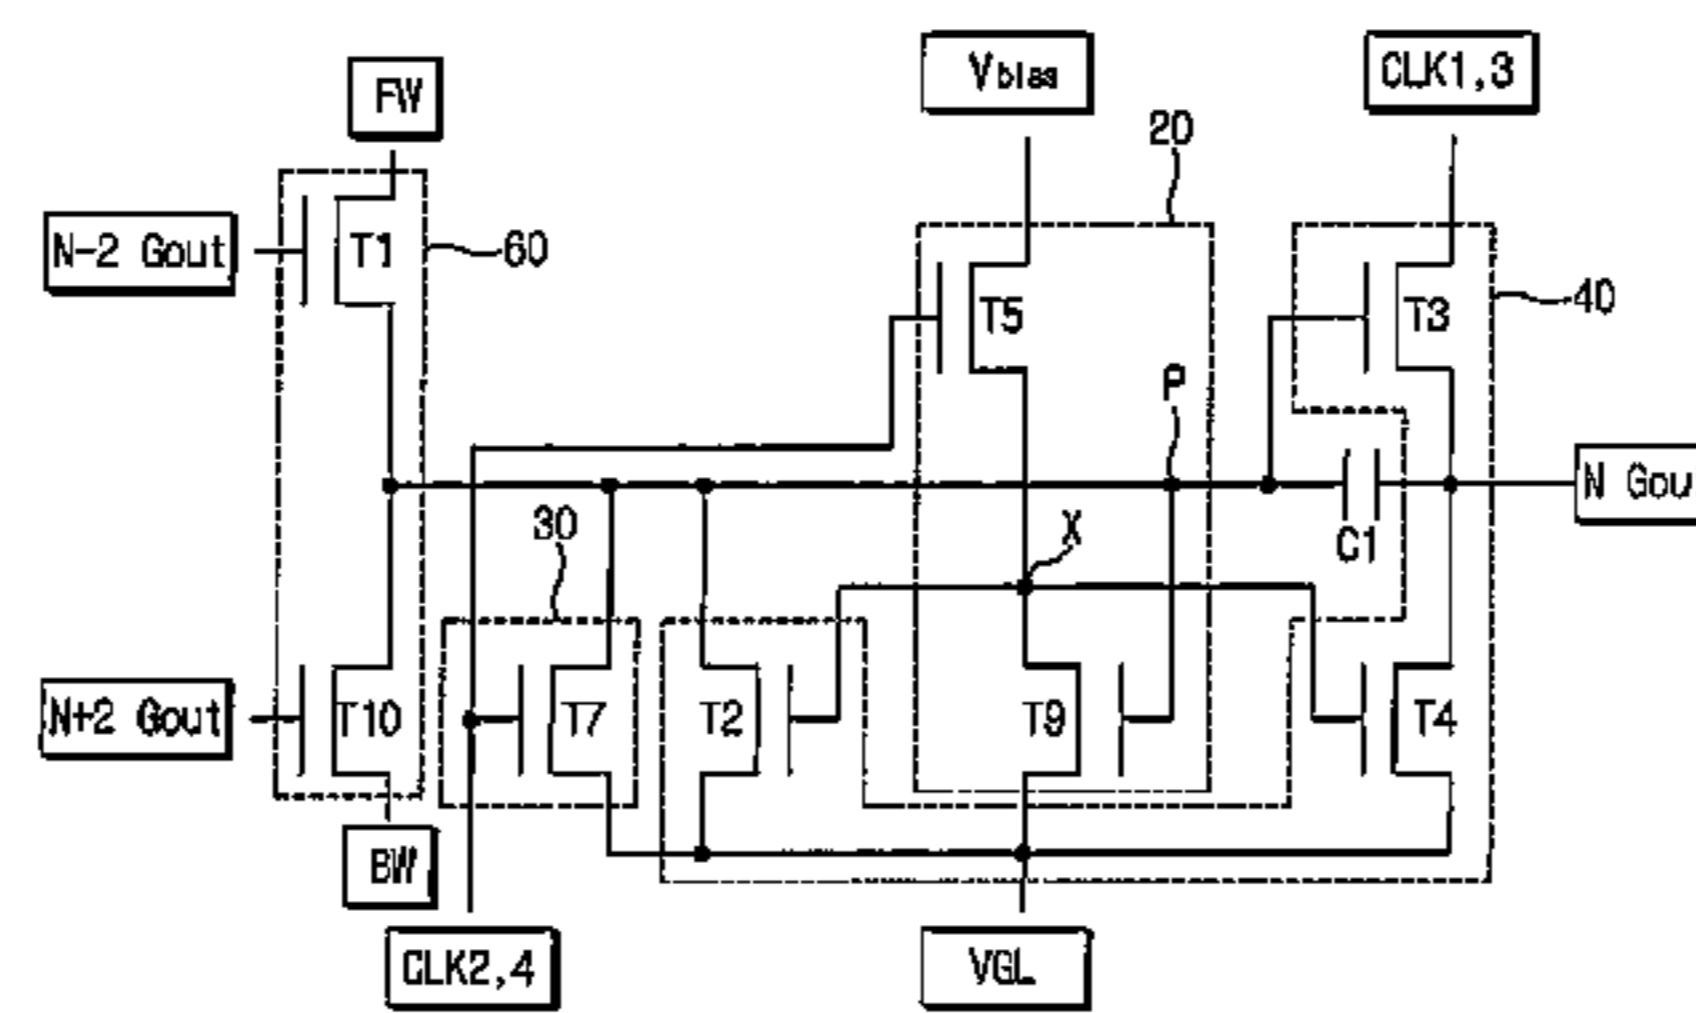 FW
Vbias
CLK1,3
20
N-2 Gout
T1
60
T5
T3
40
P
30
X
C1
N Gou
N+2 Gout
T10
T7
T2
T9
T4
BW
CLK2,4
VGL